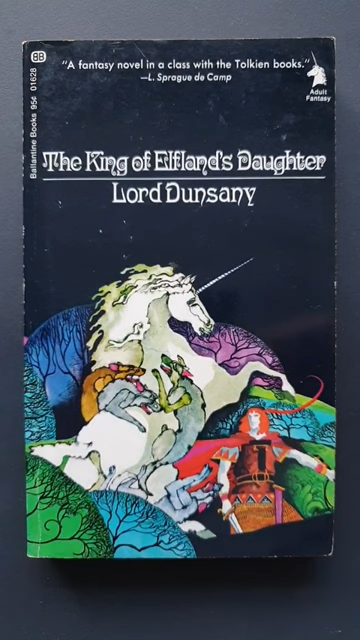 BB
"A fantasy novel in a class with the Tolkien books."
—L. Sprague de Camp
Adult
Fantasy
Ballantine Books 95¢ 01628
The King of Elfland's Daughter
Lord Dunsany